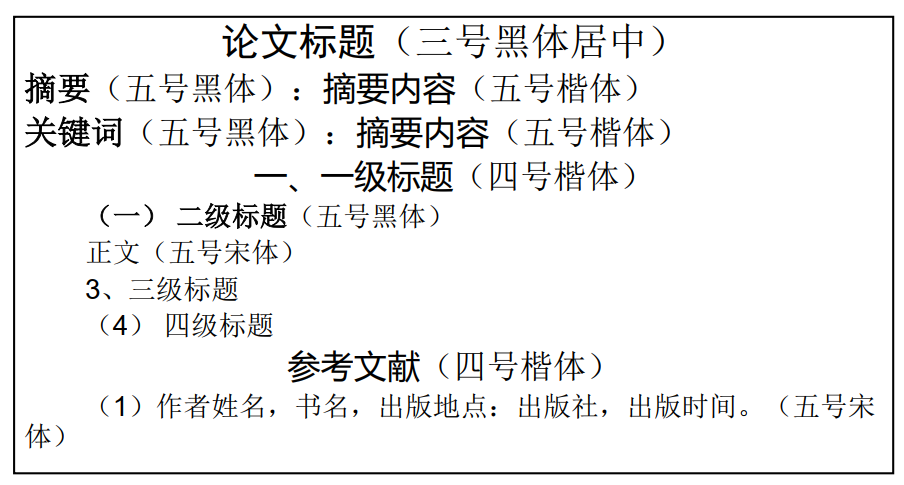 论文标题（三号黑体居中）
摘要（五号黑体）：摘要内容（五号楷体）
关键词（五号黑体）：摘要内容（五号楷体）
一、一级标题（四号楷体）
（一） 二级标题（五号黑体）
正文（五号宋体）
3、三级标题
（4） 四级标题
参考文献（四号楷体）
（1）作者姓名，书名，出版地点：出版社，出版时间。（五号宋
体）